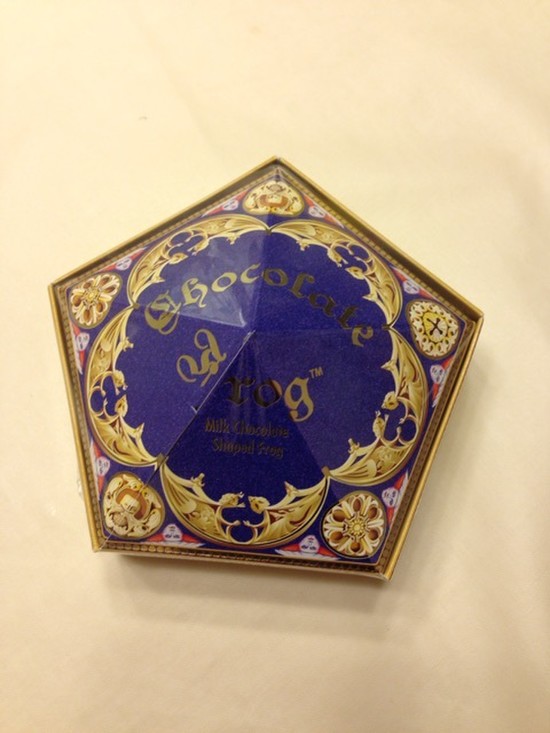 Chocolate
Frog™
Milk Chocolate
Shaped Frog